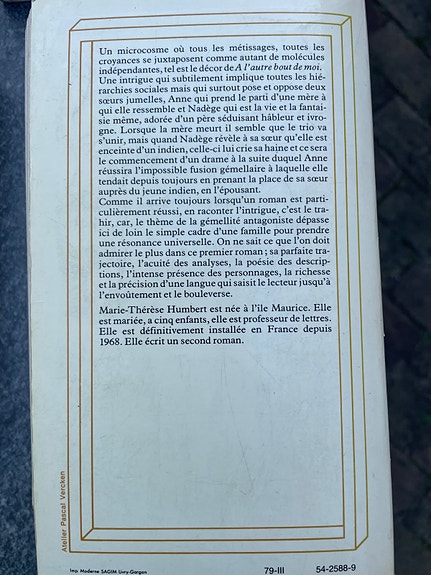 Un microcosme où tous les métissages, toutes les
croyances se juxtaposent comme autant de molécules
indépendantes, tel est le décor de A l'autre bout de moi.
Une intrigue qui subtilement implique toutes les hié-
rarchies sociales mais qui surtout pose et oppose deux
sœurs jumelles, Anne qui prend le parti d'une mère à
qui elle ressemble et Nadège qui est la vie et la fantai-
sie même, adorée d'un père séduisant hâbleur et ivro-
gne. Lorsque la mère meurt il semble que le trio va
s'unir, mais quand Nadège révèle à sa sœur qu'elle est
enceinte d'un indien, celle-ci lui crie sa haine et ce sera
le commencement d'un drame à la suite duquel Anne
réussira l'impossible fusion gémellaire à laquelle elle
tendait depuis toujours en prenant la place de sa sœur
auprès du jeune indien, en l'épousant.
Comme il arrive toujours lorsqu'un roman est parti-
culièrement réussi, en raconter l'intrigue, c'est le tra-
hir, car, le thème de la gémellité antagoniste dépasse
ici de loin le simple cadre d'une famille pour prendre
une résonance universelle. On ne sait ce que l'on doit
admirer le plus dans ce premier roman ; sa parfaite tra-
jectoire, l'acuité des analyses, la poésie des descrip-
tions, l'intense présence des personnages, la richesse
et la précision d'une langue qui saisit le lecteur jusqu'à
l'envoûtement et le bouleverse.
Marie-Thérèse Humbert est née à l'île Maurice. Elle
est mariée, a cinq enfants, elle est professeur de lettres.
Elle est définitivement installée en France depuis
1968. Elle écrit un second roman.
Atelier Pascal Vercken
Imp. Moderne SAGIM Livry-Gargan
79-III
54-2588-9